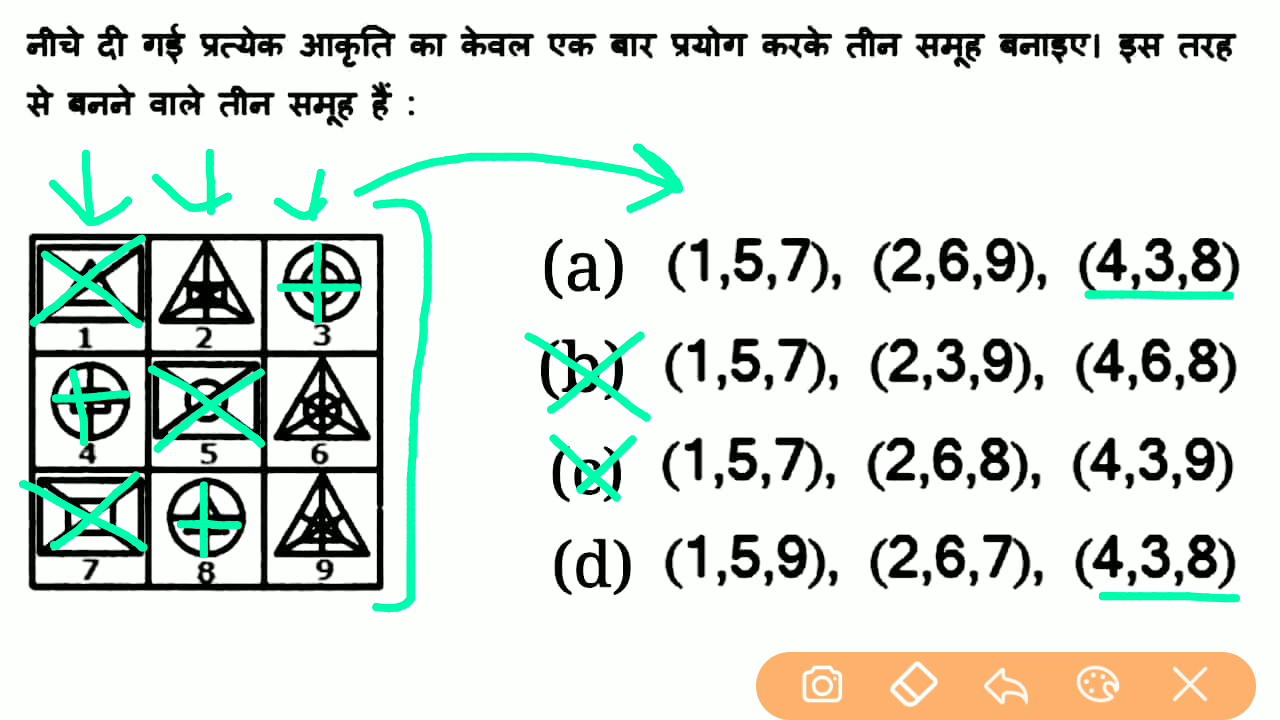 नीचे दी गई प्रत्येक आकृति का केवल एक बार प्रयोग करके तीन समूह बनाइए। इस तरह
से बनने वाले तीन समूह हैं :
1 2 3
4 5 6
7 8 9
(a) (1,5,7), (2,6,9), (4,3,8)
(b) (1,5,7), (2,3,9), (4,6,8)
(c) (1,5,7), (2,6,8), (4,3,9)
(d) (1,5,9), (2,6,7), (4,3,8)